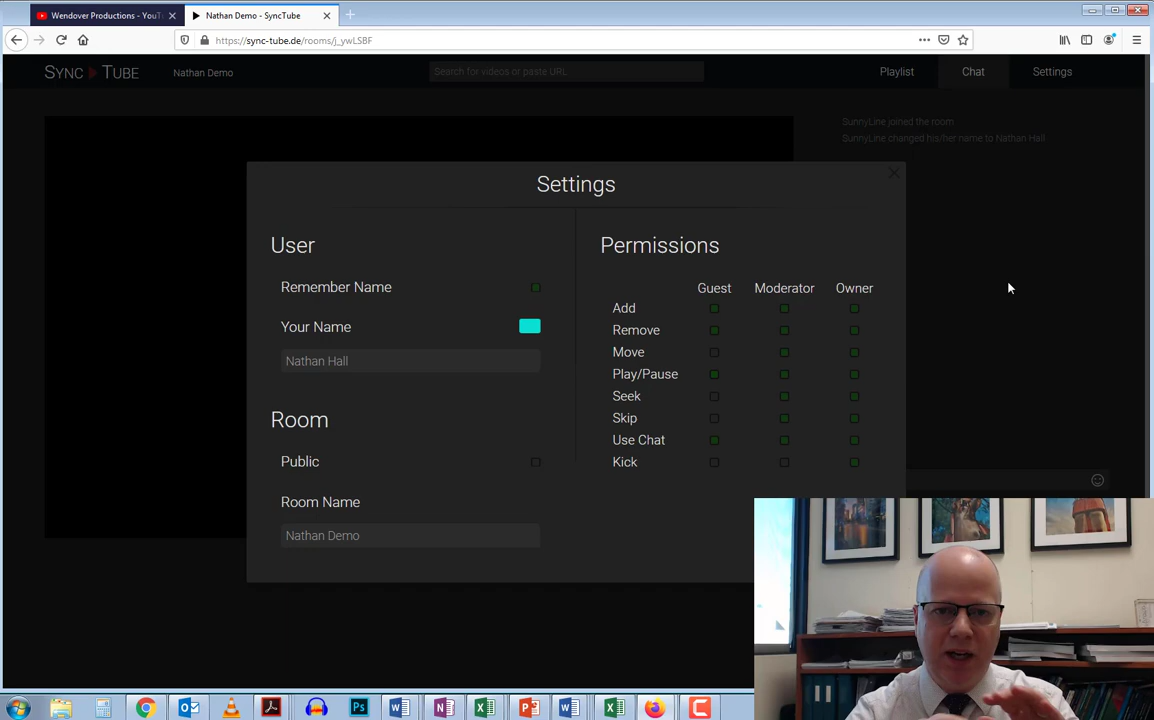 Wendover Productions - YouT
Nathan Demo - SyncTube
https://sync-tube.de/rooms/j_ywLSBF
SYNC TUBE
Nathan Demo
Search for videos or paste URL
Playlist
Chat
Settings
SunnyLine joined the room
SunnyLine changed his/her name to Nathan Hall
Settings
User
Remember Name
Your Name
Nathan Hall
Room
Public
Room Name
Nathan Demo
Permissions
Guest Moderator Owner
Add
Remove
Move
Play/Pause
Seek
Skip
Use Chat
Kick